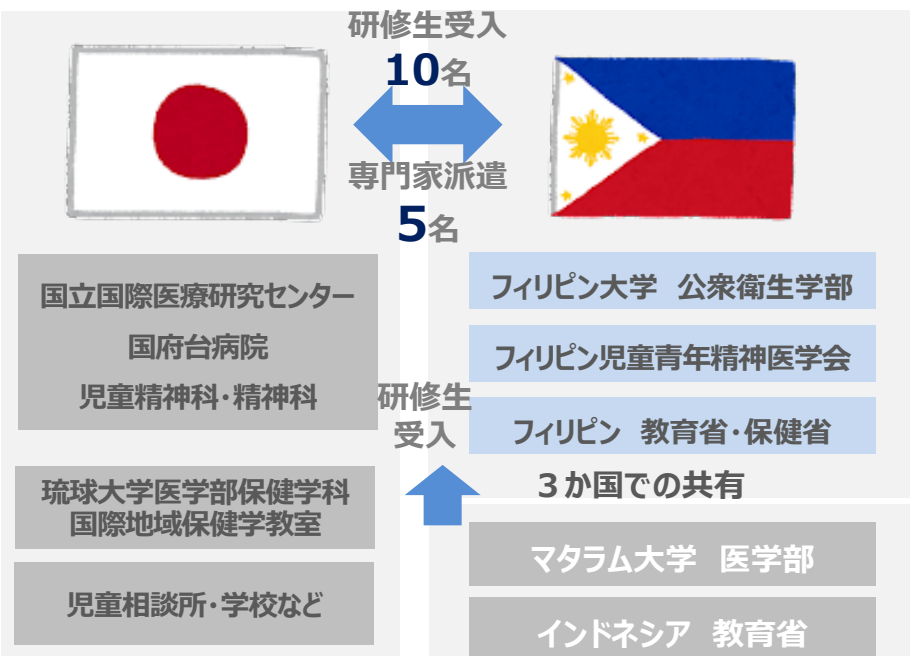 研修生受入
10名
専門家派遣
5名
国立国際医療研究センター
国府台病院
児童精神科・精神科
琉球大学医学部保健学科
国際地域保健学教室
児童相談所・学校など
研修生
受入
フィリピン大学 公衆衛生学部
フィリピン児童青年精神医学会
フィリピン 教育省・保健省
３か国での共有
マタラム大学 医学部
インドネシア 教育省